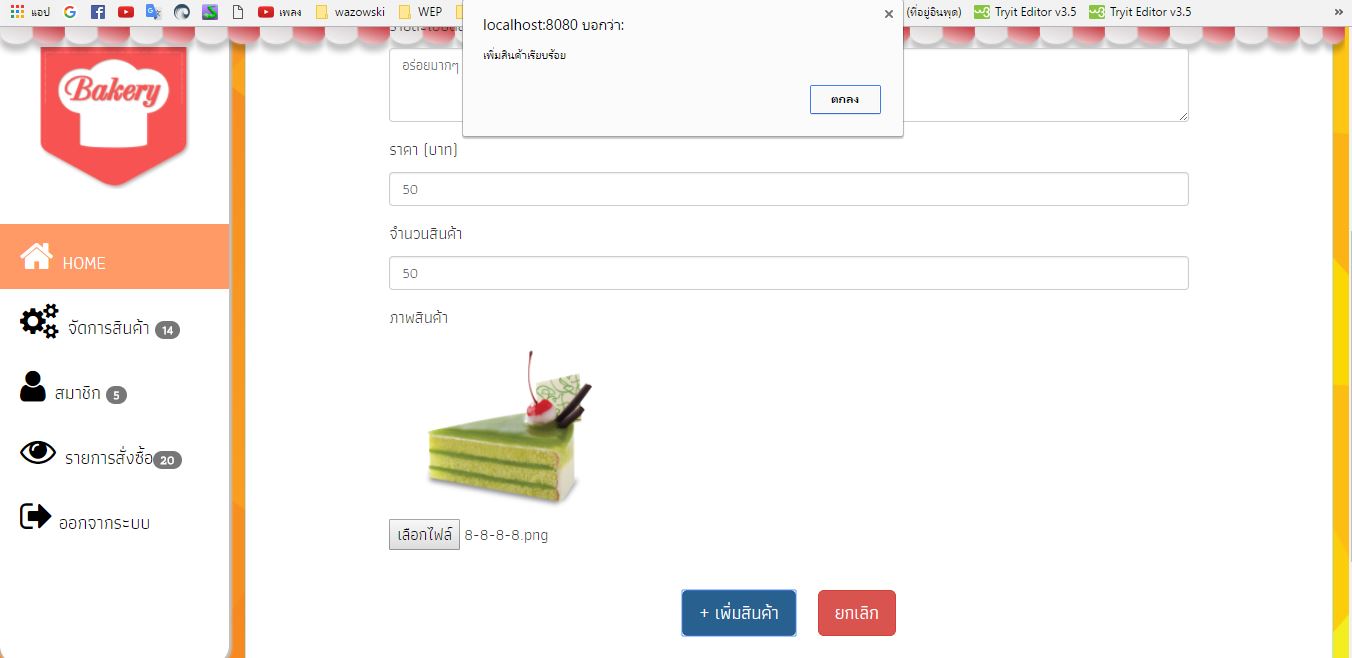 แอป
เพลง
wazowski
WEP
(ที่อยู่อินพุต)
Tryit Editor v3.5
Tryit Editor v3.5
»
localhost:8080 บอกว่า:
เพิ่มสินค้าเรียบร้อย
ตกลง
Bakery
HOME
จัดการสินค้า 14
สมาชิก 5
รายการสั่งซื้อ 20
ออกจากระบบ
อร่อยมากๆ
ราคา (บาท)
50
จำนวนสินค้า
50
ภาพสินค้า
เลือกไฟล์ 8-8-8-8.png
+ เพิ่มสินค้า
ยกเลิก